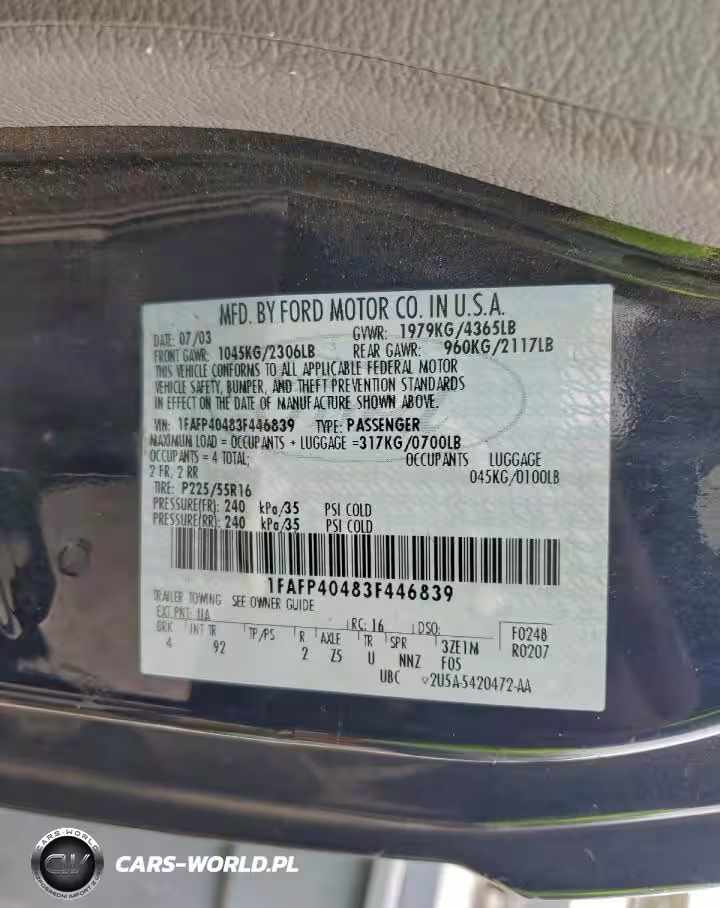 MFD. BY FORD MOTOR CO. IN U.S.A.
DATE: 07/03 GVWR: 1979KG/4365LB
FRONT GAWR: 1045KG/2306LB REAR GAWR: 960KG/2117LB
THIS VEHICLE CONFORMS TO ALL APPLICABLE FEDERAL MOTOR
VEHICLE SAFETY, BUMPER, AND THEFT PREVENTION STANDARDS
IN EFFECT ON THE DATE OF MANUFACTURE SHOWN ABOVE.
VIN: 1FAFP40483F446839 TYPE: PASSENGER
MAXIMUM LOAD = OCCUPANTS + LUGGAGE =317KG/0700LB
OCCUPANTS = 4 TOTAL; OCCUPANTS LUGGAGE
2 FR, 2 RR 045KG/0100LB
TIRE: P225/55R16
PRESSURE(FR): 240 kPa/35 PSI COLD
PRESSURE(RR): 240 kPa/35 PSI COLD
1FAFP40483F446839
TRAILER TOWING SEE OWNER GUIDE
EXT PNT: UA RC: 16 DSO: F0248
BRK INT TR TP/PS R AXLE TR SPR 3ZE1M R0207
4 92 2 Z5 U NNZ F05
UBC 2U5A-5420472-AA
CARS-WORLD
CW
CARS-WORLD.PL